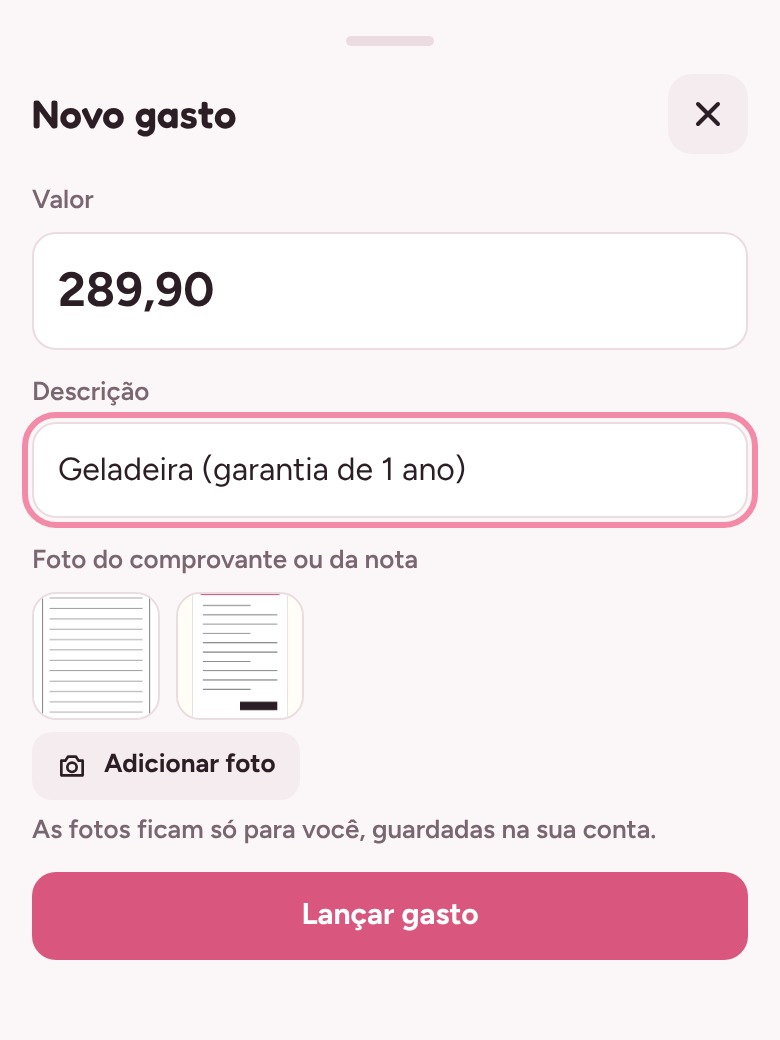 Novo gasto
Valor
289,90
Descrição
Geladeira (garantia de 1 ano)
Foto do comprovante ou da nota
Adicionar foto
As fotos ficam só para você, guardadas na sua conta.
Lançar gasto